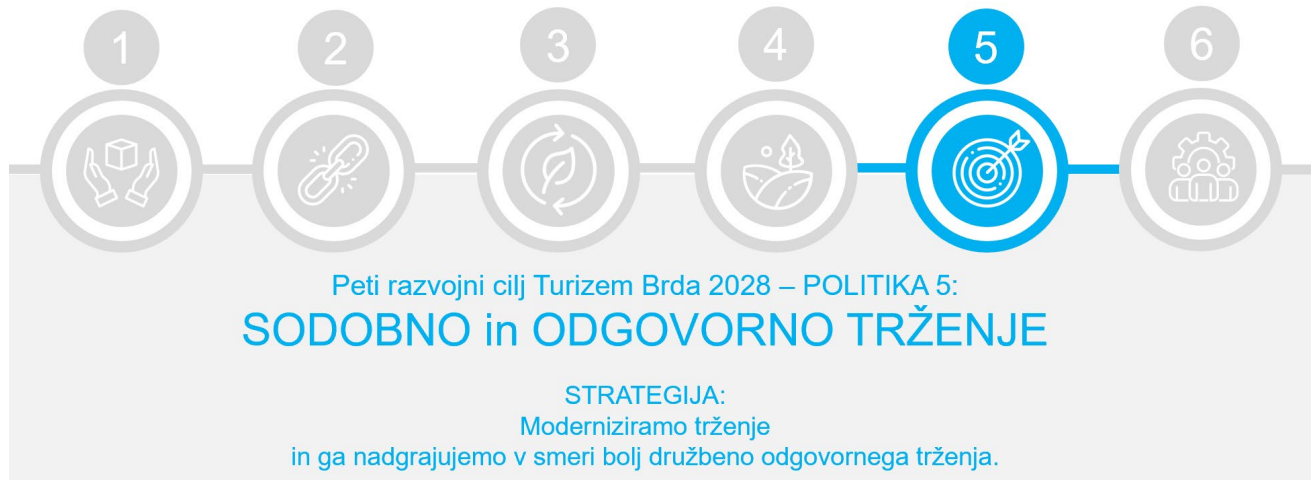 1 2 3 4 5 6
Peti razvojni cilj Turizem Brda 2028 – POLITIKA 5:
SODOBNO in ODGOVORNO TRŽENJE
STRATEGIJA:
Moderniziramo trženje
in ga nadgrajujemo v smeri bolj družbeno odgovornega trženja.